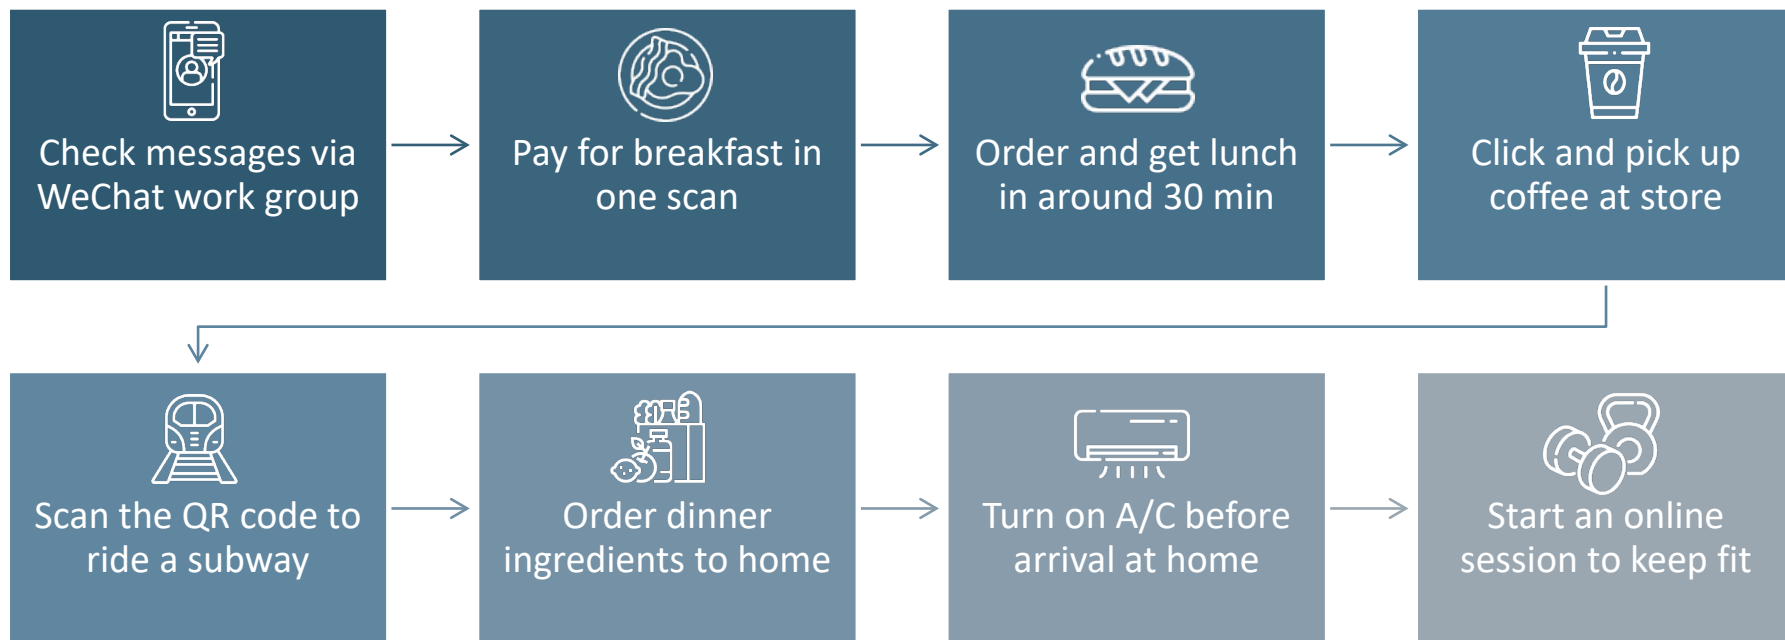 Check messages via
WeChat work group
Pay for breakfast in
one scan
Order and get lunch
in around 30 min
Click and pick up
coffee at store
Scan the QR code to
ride a subway
Order dinner
ingredients to home
Turn on A/C before
arrival at home
Start an online
session to keep fit